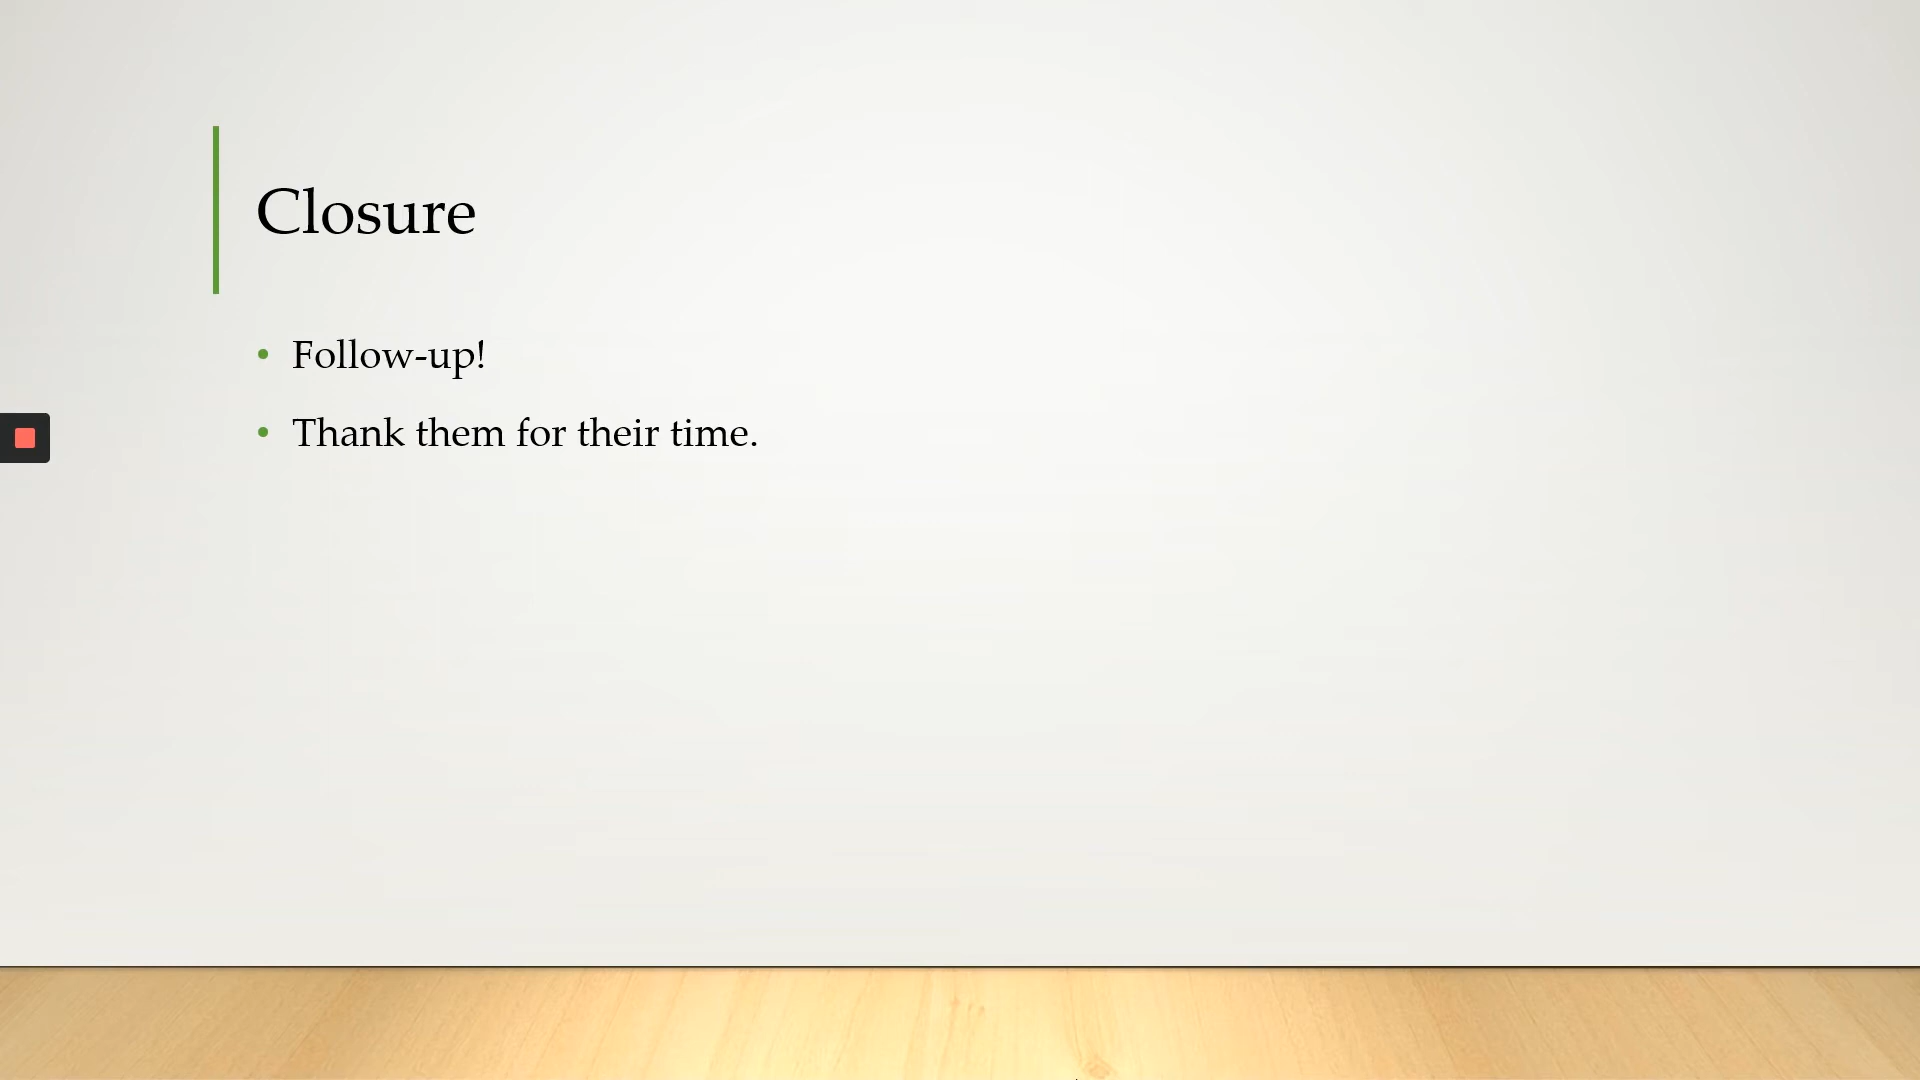 Closure
• Follow-up!
• Thank them for their time.